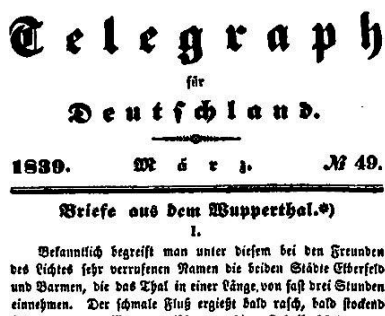 Telegraph
für
Deutschland.
1839. März. № 49.
Briefe aus dem Wupperthal.*)
I.
Bekanntlich begreift man unter diesem bei den Freunden
des Lichtes sehr verrufenen Namen die beiden Städte Elberfeld
und Barmen, die das Thal in einer Länge, von fast drei Stunden
einnehmen. Der schmale Fluß ergießt bald rasch, bald stockend